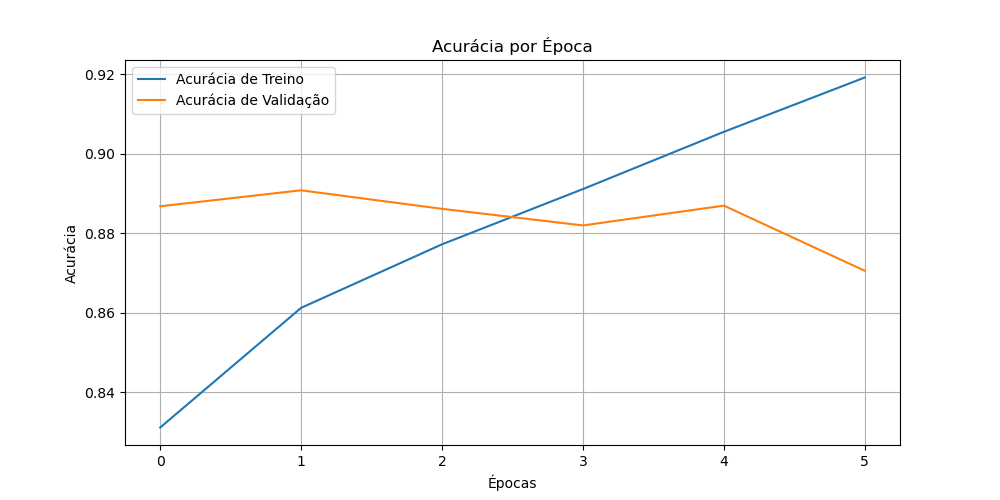 Acurácia por Época
Acurácia de Treino
Acurácia de Validação
Acurácia
0.92
0.90
0.88
0.86
0.84
0 1 2 3 4 5
Épocas